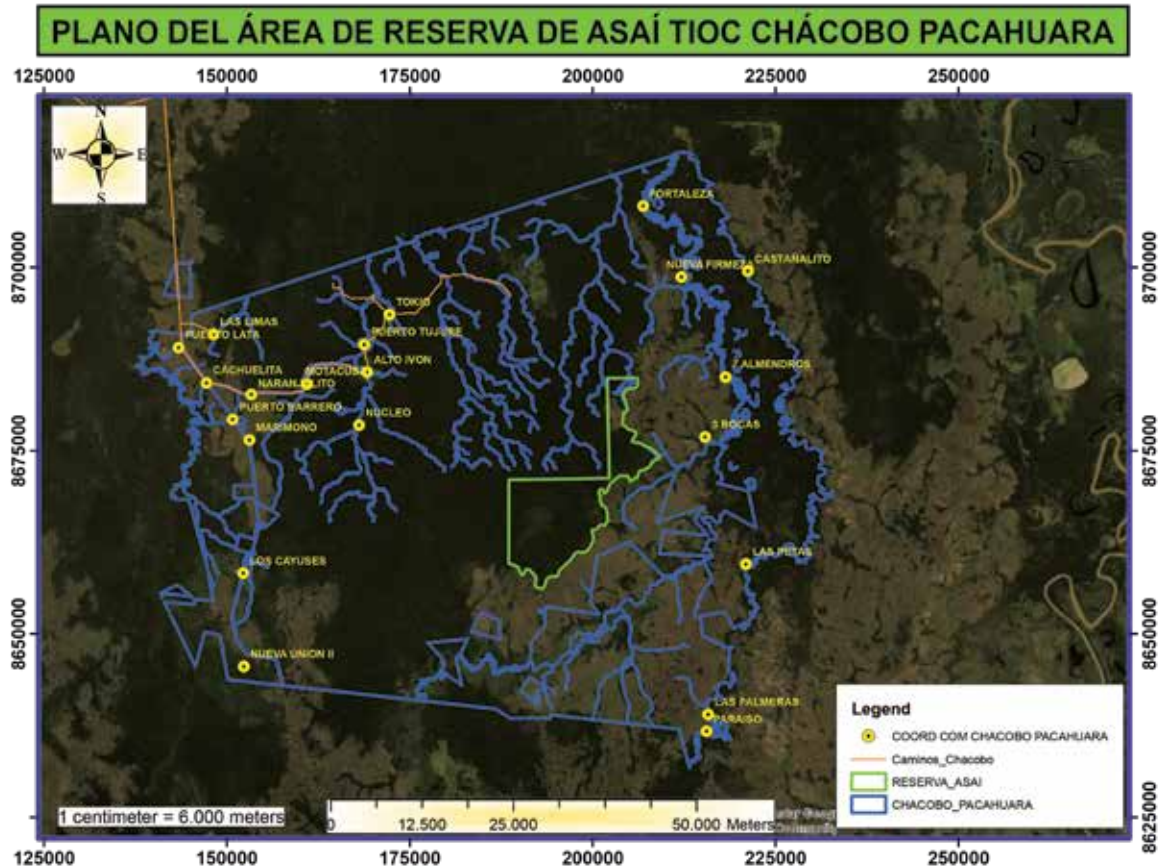 PLANO DEL ÁREA DE RESERVA DE ASAÍ TIOC CHÁCOBO PACAHUARA
125000 150000 175000 200000 225000 250000
N
W E
S
FORTALEZA
NUEVA FIRMEZA
CASTAÑALITO
8700000 8700000
TOKIO
LAS LIMAS
PUERTO LATA
PUERTO TUJURE
ALTO IVON
CACHUELITA
MOTACUSAL
NARANJALITO
7 ALMENDROS
PUERTO BARRERO
NUCLEO
MARIMONO
3 BOCAS
8675000 8675000
LAS PETAS
LOS CAYUSES
8650000 8650000
NUEVA UNION II
LAS PALMERAS
PARAISO
Legend
COORD COM CHACOBO PACAHUARA
Caminos_Chacobo
RESERVA_ASAI
CHACOBO_PACAHUARA
1 centimeter = 6.000 meters
0 12.500 25.000 50.000 Meters
8625000 8625000
125000 150000 175000 200000 225000 250000